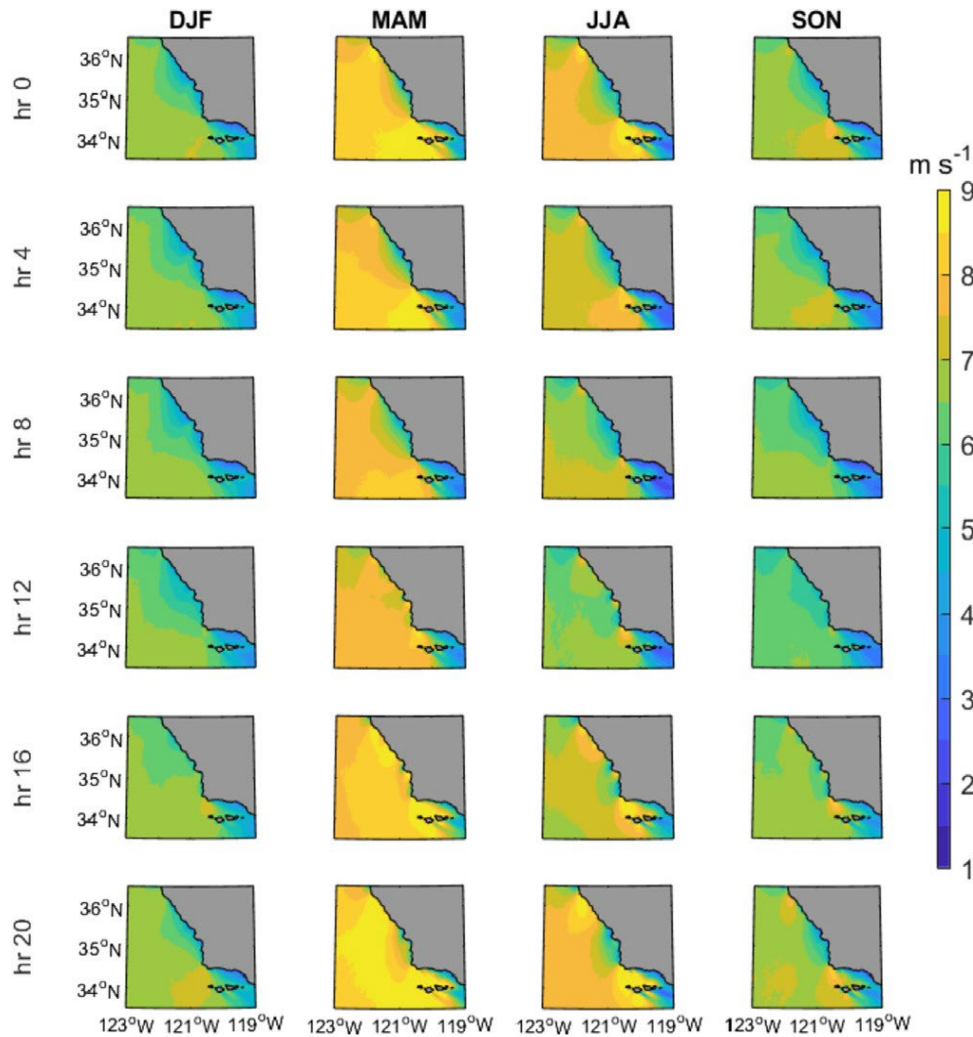 DJF MAM JJA SON
hr 0
36°N
35°N
34°N
m s⁻¹
hr 4
36°N
35°N
34°N
9
8
7
6
5
4
3
2
1
hr 8
36°N
35°N
34°N
hr 12
36°N
35°N
34°N
hr 16
36°N
35°N
34°N
hr 20
36°N
35°N
34°N
123°W 121°W 119°W 123°W 121°W 119°W 123°W 121°W 119°W 123°W 121°W 119°W